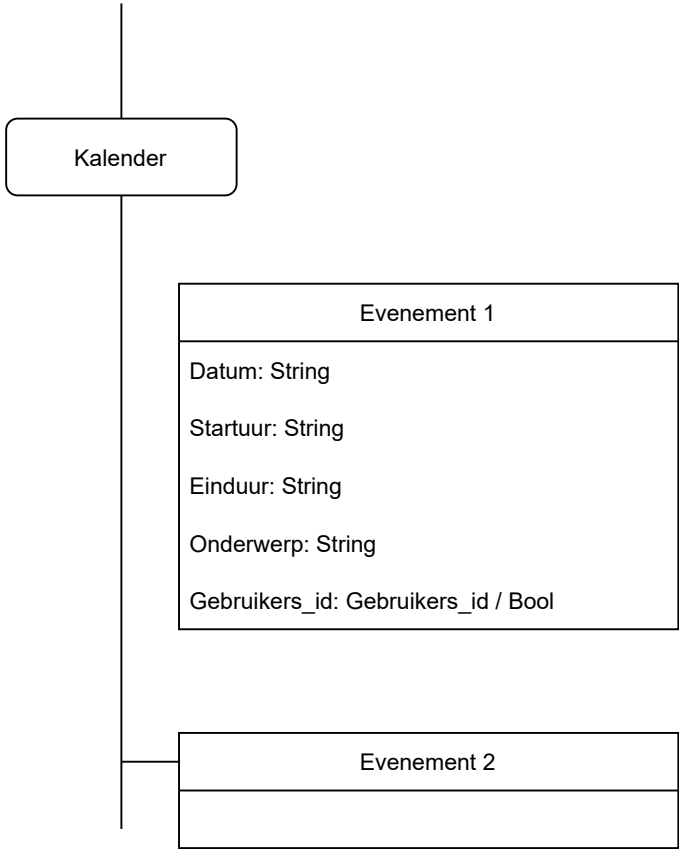 Kalender
Evenement 1
Datum: String
Startuur: String
Einduur: String
Onderwerp: String
Gebruikers_id: Gebruikers_id / Bool
Evenement 2